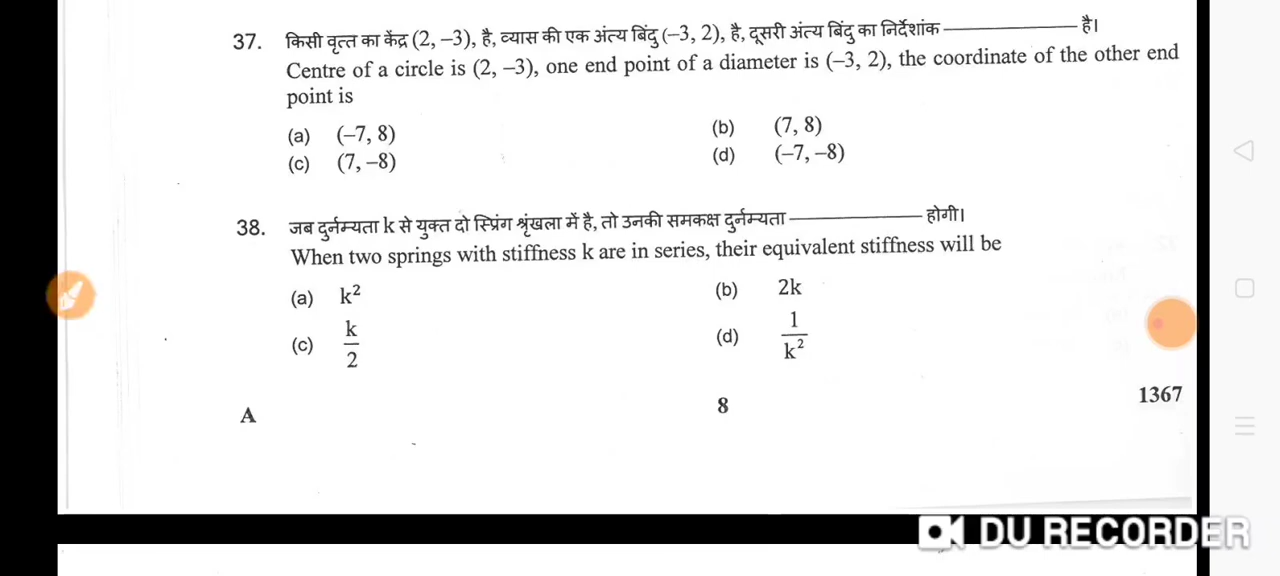 37. किसी वृत्त का केंद्र (2, –3), है, व्यास की एक अंत्य बिंदु (–3, 2), है, दूसरी अंत्य बिंदु का निर्देशांक ———————— है।
Centre of a circle is (2, –3), one end point of a diameter is (–3, 2), the coordinate of the other end
point is
(a) (–7, 8) (b) (7, 8)
(c) (7, –8) (d) (–7, –8)
38. जब दुर्नम्यता k से युक्त दो स्प्रिंग श्रृंखला में है, तो उनकी समकक्ष दुर्नम्यता ———————— होगी।
When two springs with stiffness k are in series, their equivalent stiffness will be
(a) k² (b) 2k
(c) k/2 (d) 1/k²
A 8 1367
DU RECORDER